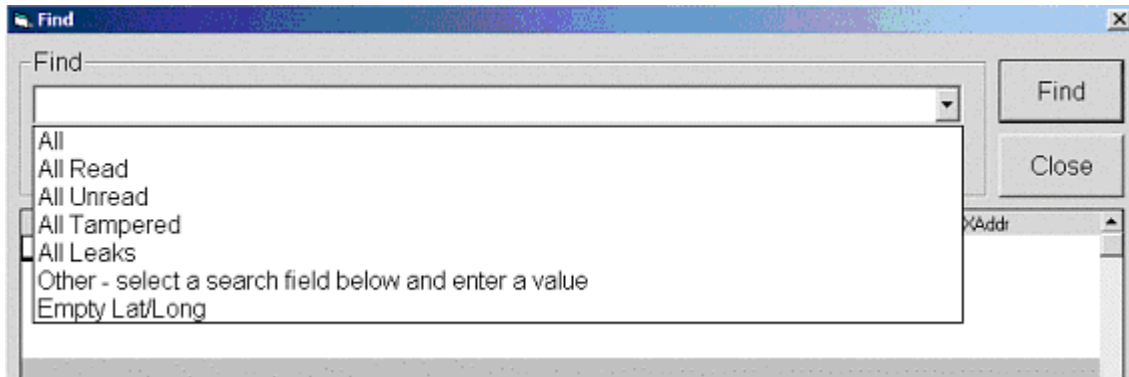 Find
Find
Find
All
All Read
All Unread
All Tampered
All Leaks
Other - select a search field below and enter a value
Empty Lat/Long
Close
XAddr